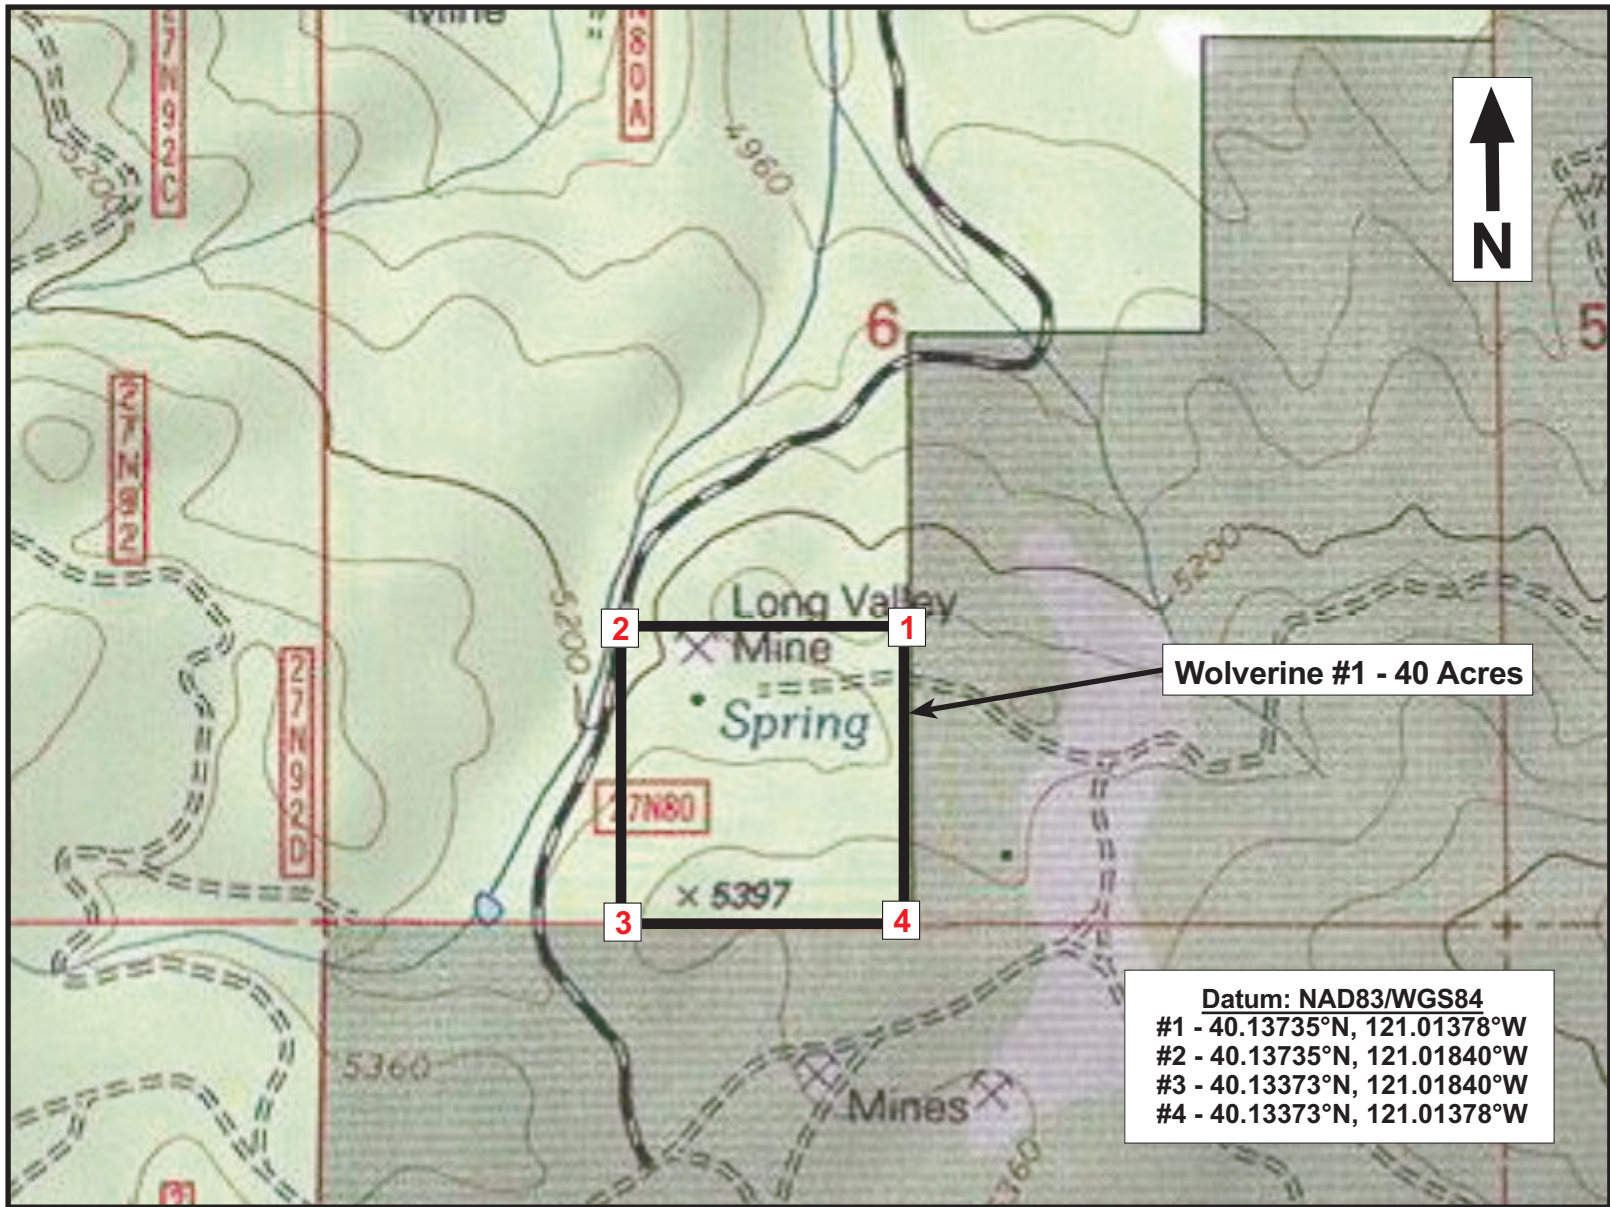 Mine
27N92C
N80A
5200
4960
N
6
5
27N92
5200
5200
Long Valley
Mine
2
1
Wolverine #1 - 40 Acres
Spring
27N92D
27N80
× 5397
3
4
Datum: NAD83/WGS84
#1 - 40.13735°N, 121.01378°W
#2 - 40.13735°N, 121.01840°W
#3 - 40.13373°N, 121.01840°W
#4 - 40.13373°N, 121.01378°W
5360
Mines